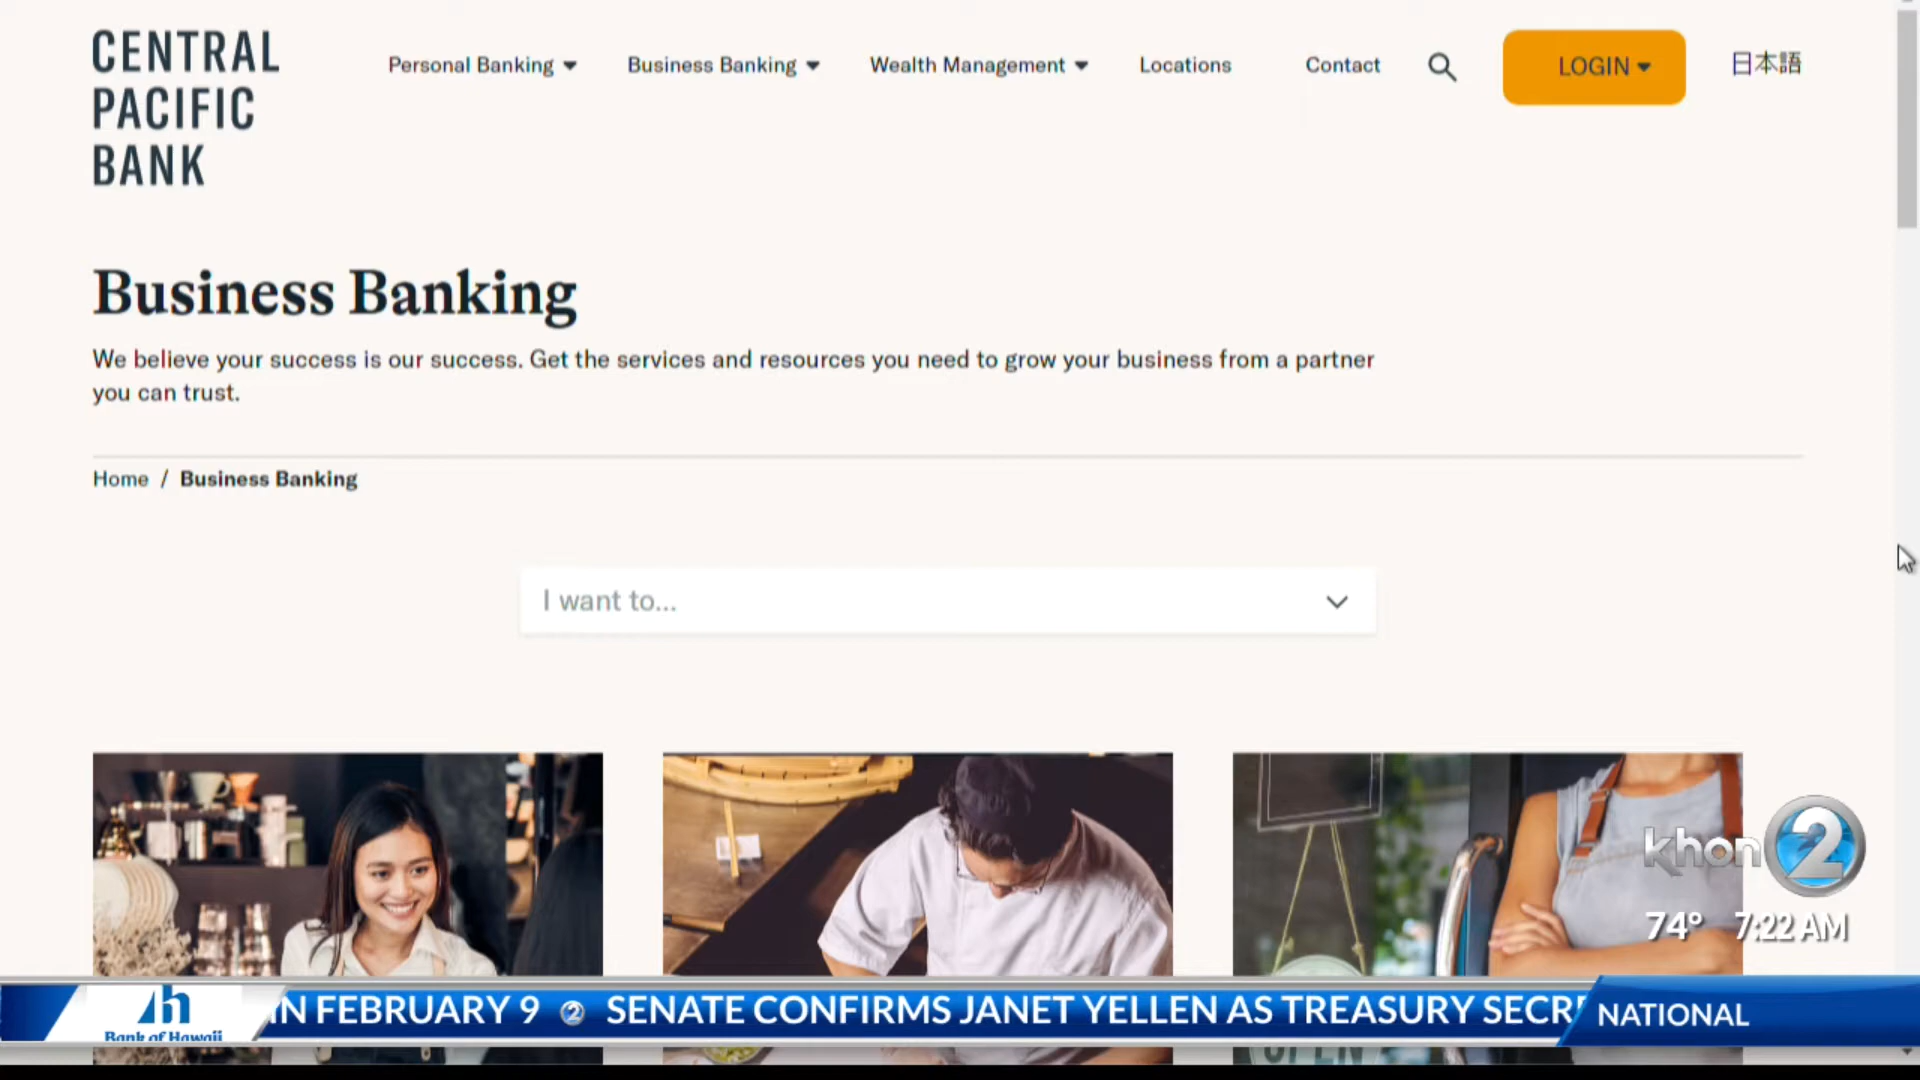 CENTRAL
PACIFIC
BANK
Personal Banking
Business Banking
Wealth Management
Locations
Contact
LOGIN
日本語
Business Banking
We believe your success is our success. Get the services and resources you need to grow your business from a partner
you can trust.
Home / Business Banking
I want to...
khon 2
74° 7:22 AM
OPEN
Bank of Hawaii
IN FEBRUARY 9 2 SENATE CONFIRMS JANET YELLEN AS TREASURY SECR
NATIONAL